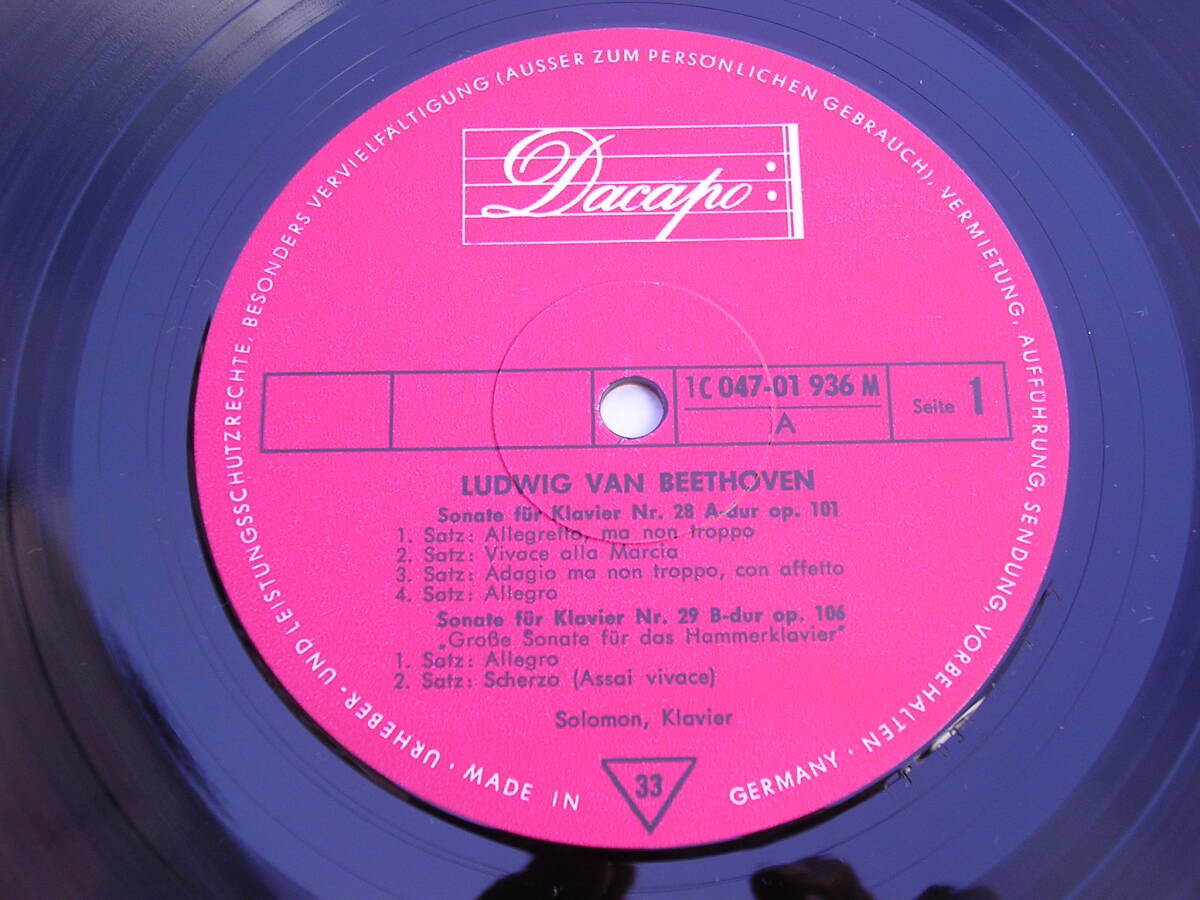 Dacapo
1C 047-01 936 M
A
Seite 1
LUDWIG VAN BEETHOVEN
Sonate für Klavier Nr. 28 A-dur op. 101
1. Satz: Allegretto, ma non troppo
2. Satz: Vivace alla Marcia
3. Satz: Adagio ma non troppo, con affetto
4. Satz: Allegro
Sonate für Klavier Nr. 29 B-dur op. 106
„Große Sonate für das Hammerklavier"
1. Satz: Allegro
2. Satz: Scherzo (Assai vivace)
Solomon, Klavier
33
URHEBER- UND LEISTUNGSSCHUTZRECHTE, BESONDERS VERVIELFÄLTIGUNG (AUSSER ZUM PERSÖNLICHEN GEBRAUCH), VERMIETUNG, AUFFÜHRUNG, SENDUNG, VORBEHALTEN · MADE IN GERMANY ·